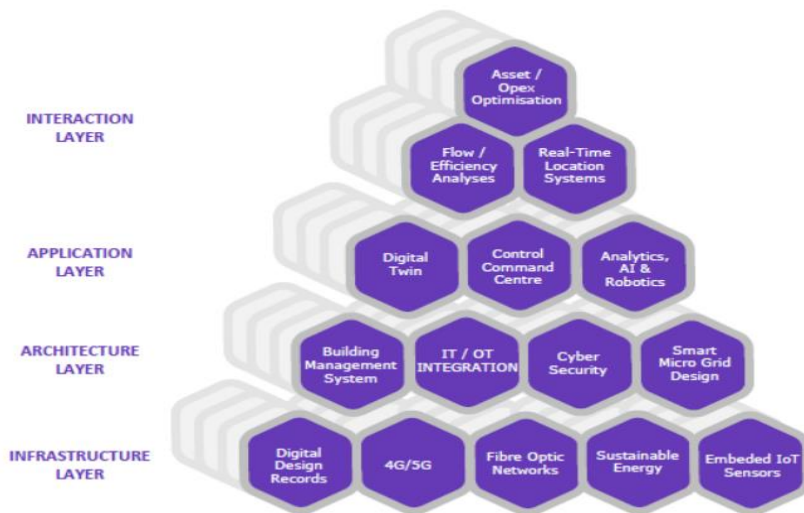 Asset /
Opex
Optimisation
INTERACTION
LAYER
Flow /
Efficiency
Analyses
Real-Time
Location
Systems
APPLICATION
LAYER
Digital
Twin
Control
Command
Centre
Analytics,
AI &
Robotics
ARCHITECTURE
LAYER
Building
Management
System
IT / OT
INTEGRATION
Cyber
Security
Smart
Micro Grid
Design
INFRASTRUCTURE
LAYER
Digital
Design
Records
4G/5G
Fibre Optic
Networks
Sustainable
Energy
Embeded IoT
Sensors